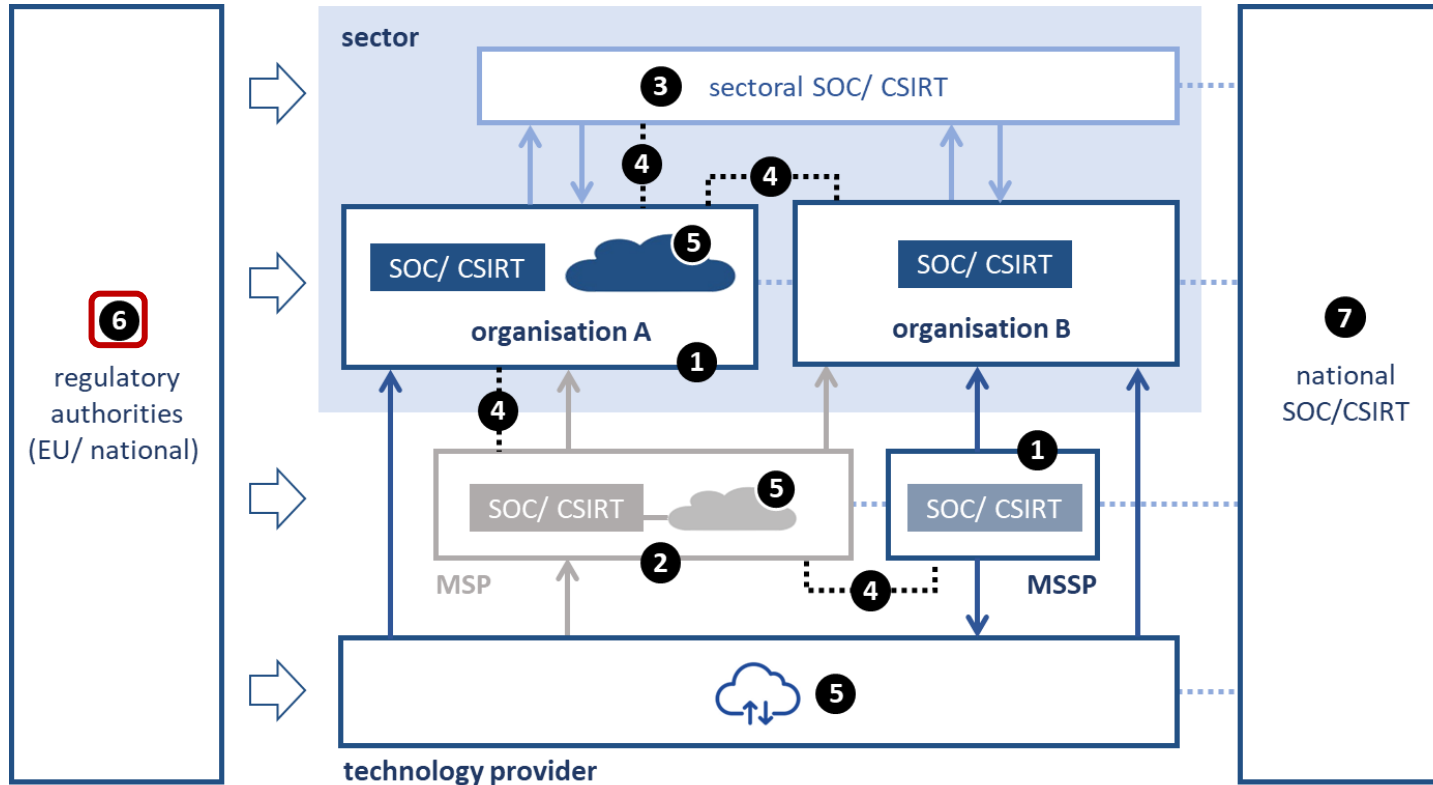 sector
3 sectoral SOC/ CSIRT
4
4
SOC/ CSIRT
5
SOC/ CSIRT
organisation A
organisation B
1
6
regulatory
authorities
(EU/ national)
7
national
SOC/CSIRT
4
1
SOC/ CSIRT
5
SOC/ CSIRT
2
MSP
4
MSSP
5
technology provider